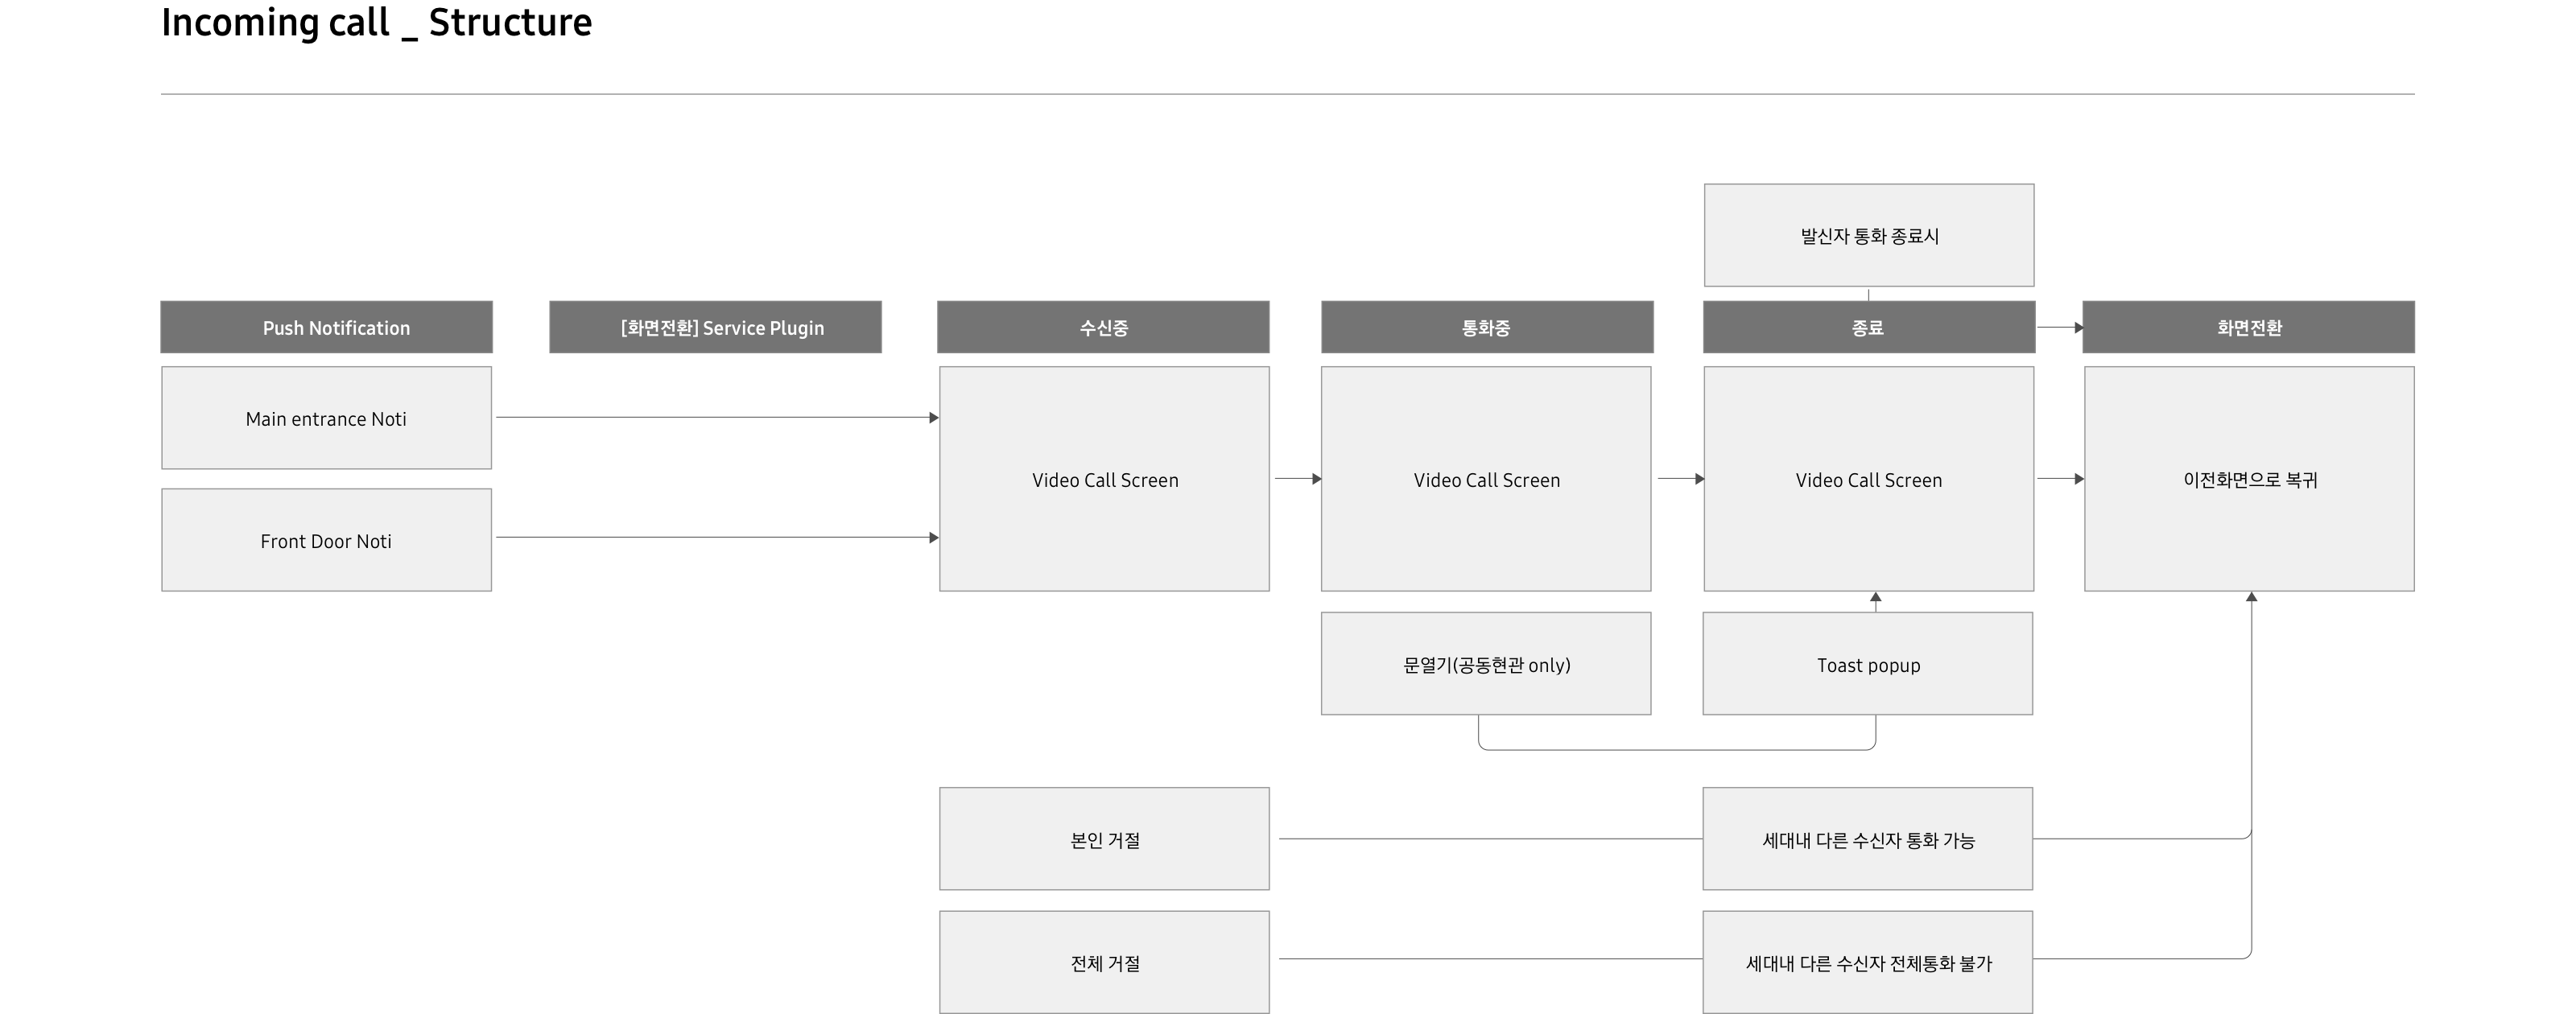 Incoming call _ Structure
발신자 통화 종료시
Push Notification
[화면전환] Service Plugin
수신중
통화중
종료
화면전환
Main entrance Noti
Front Door Noti
Video Call Screen
Video Call Screen
Video Call Screen
이전화면으로 복귀
문열기(공동현관 only)
Toast popup
본인 거절
세대내 다른 수신자 통화 가능
전체 거절
세대내 다른 수신자 전체통화 불가